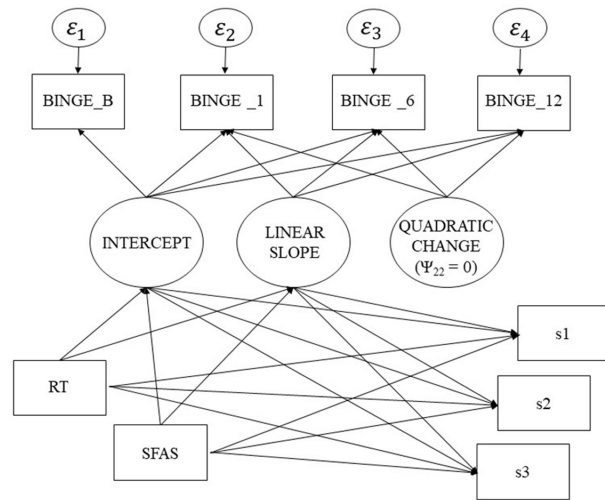 ε1 ε2 ε3 ε4
BINGE_B BINGE _1 BINGE _6 BINGE_12
INTERCEPT
LINEAR
SLOPE
QUADRATIC
CHANGE
(Ψ22 = 0)
s1
RT
s2
SFAS
s3